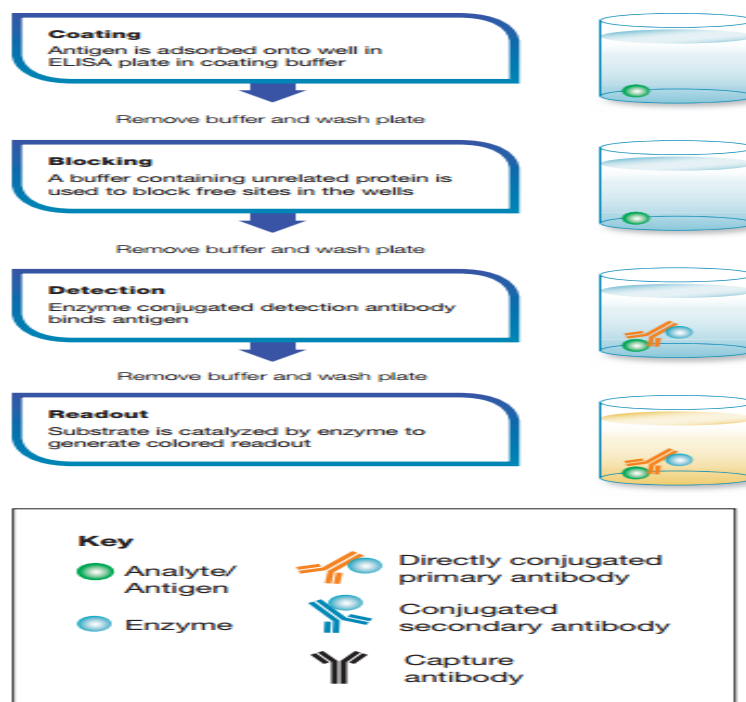 Coating
Antigen is adsorbed onto well in
ELISA plate in coating buffer
Remove buffer and wash plate
Blocking
A buffer containing unrelated protein is
used to block free sites in the wells
Remove buffer and wash plate
Detection
Enzyme conjugated detection antibody
binds antigen
Remove buffer and wash plate
Readout
Substrate is catalyzed by enzyme to
generate colored readout
Key
Analyte/
Antigen
Enzyme
Directly conjugated
primary antibody
Conjugated
secondary antibody
Capture
antibody